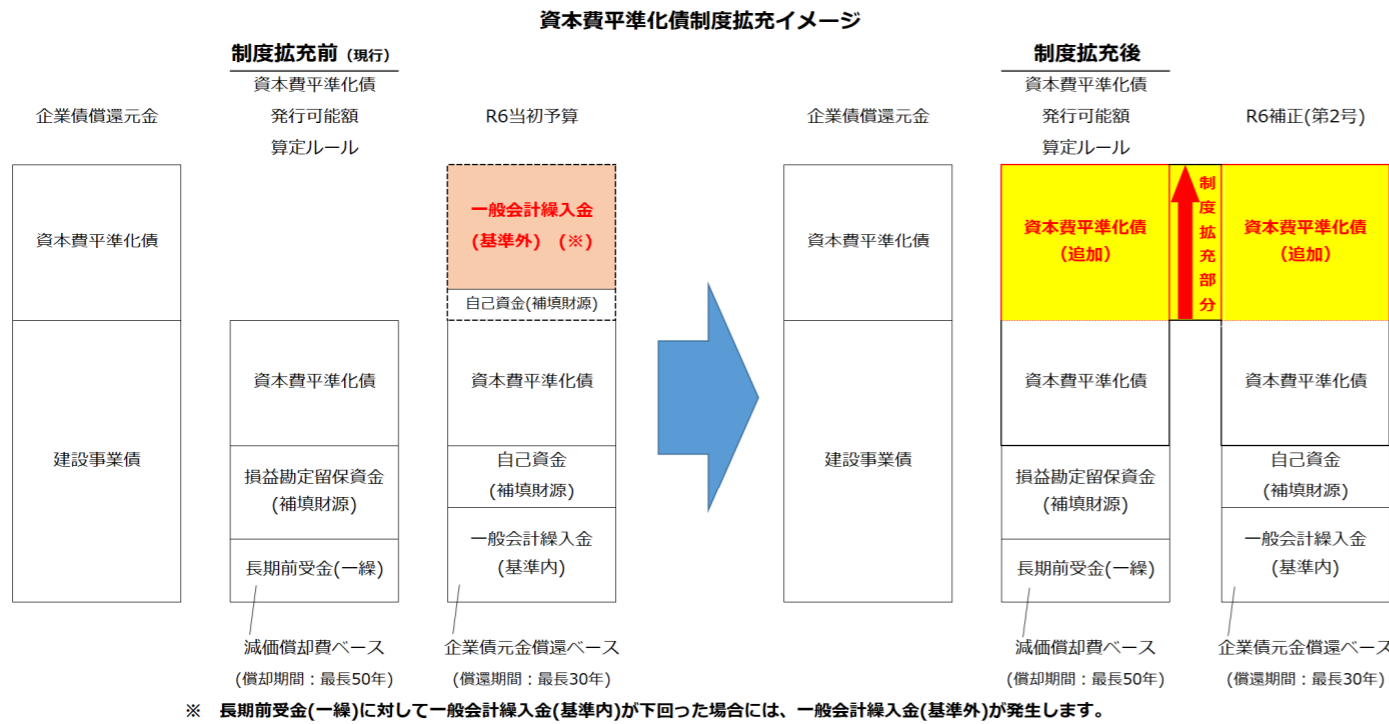 資本費平準化債制度拡充イメージ
制度拡充前 (現行)
資本費平準化債
発行可能額
算定ルール
企業債償還元金
R6当初予算
資本費平準化債
建設事業債
資本費平準化債
損益勘定留保資金
(補填財源)
長期前受金(一繰)
減価償却費ベース
(償却期間：最長50年)
一般会計繰入金
(基準外) (※)
自己資金(補填財源)
資本費平準化債
自己資金
(補填財源)
一般会計繰入金
(基準内)
企業債元金償還ベース
(償還期間：最長30年)
制度拡充後
資本費平準化債
発行可能額
算定ルール
企業債償還元金
R6補正(第2号)
資本費平準化債
建設事業債
資本費平準化債
(追加)
資本費平準化債
損益勘定留保資金
(補填財源)
長期前受金(一繰)
減価償却費ベース
(償却期間：最長50年)
制度拡充部分
資本費平準化債
(追加)
資本費平準化債
自己資金
(補填財源)
一般会計繰入金
(基準内)
企業債元金償還ベース
(償還期間：最長30年)
※ 長期前受金(一繰)に対して一般会計繰入金(基準内)が下回った場合には、一般会計繰入金(基準外)が発生します。